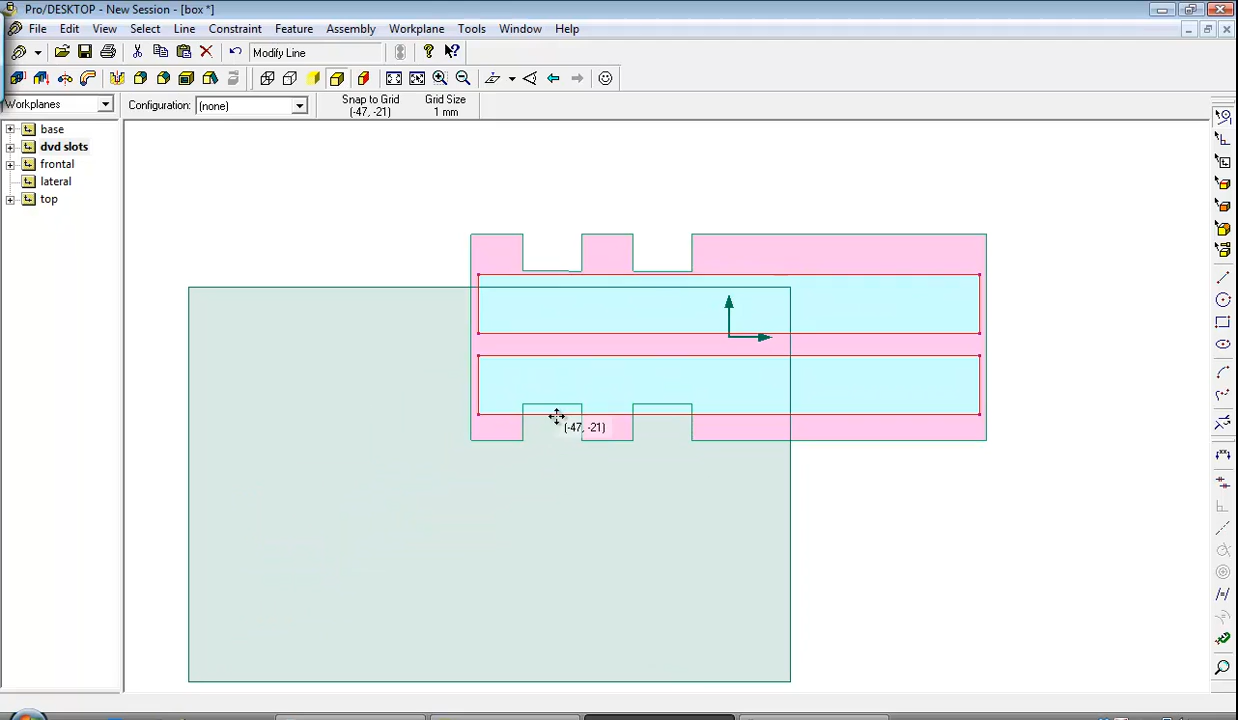 Pro/DESKTOP - New Session - [box *]
File Edit View Select Line Constraint Feature Assembly Workplane Tools Window Help
Modify Line
Workplanes
Configuration: (none)
Snap to Grid
(-47, -21)
Grid Size
1 mm
base
dvd slots
frontal
lateral
top
(-47, -21)